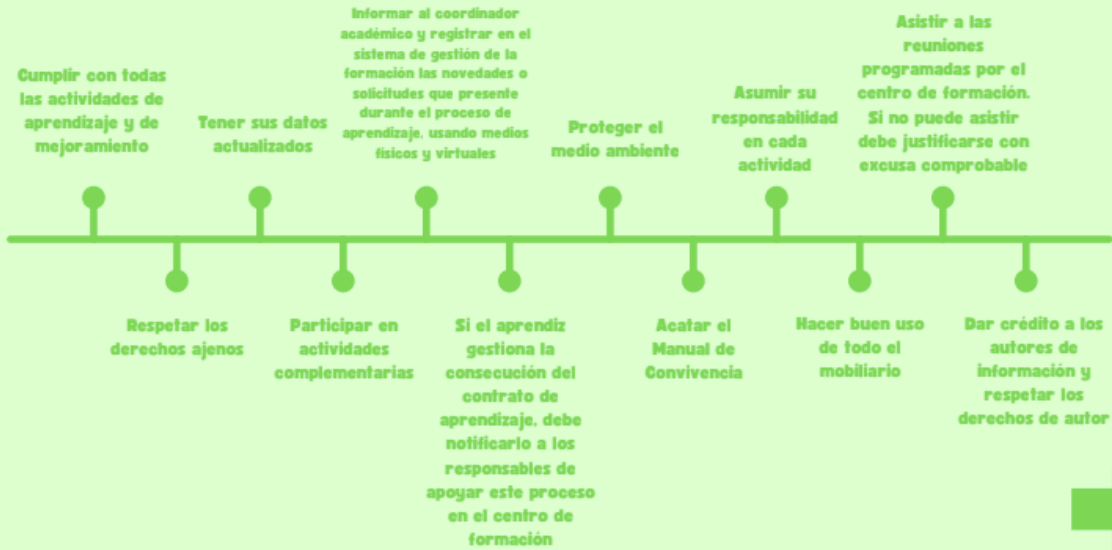 Cumplir con todas
las actividades de
aprendizaje y de
mejoramiento
Respetar los
derechos ajenos
Tener sus datos
actualizados
Participar en
actividades
complementarias
Informar al coordinador
académico y registrar en el
sistema de gestión de la
formación las novedades o
solicitudes que presente
durante el proceso de
aprendizaje, usando medios
físicos y virtuales
Si el aprendiz
gestiona la
consecución del
contrato de
aprendizaje, debe
notificarlo a los
responsables de
apoyar este proceso
en el centro de
formación
Proteger el
medio ambiente
Acatar el
Manual de
Convivencia
Asumir su
responsabilidad
en cada
actividad
Hacer buen uso
de todo el
mobiliario
Asistir a las
reuniones
programadas por el
centro de formación.
Si no puede asistir
debe justificarse con
excusa comprobable
Dar crédito a los
autores de
información y
respetar los
derechos de autor